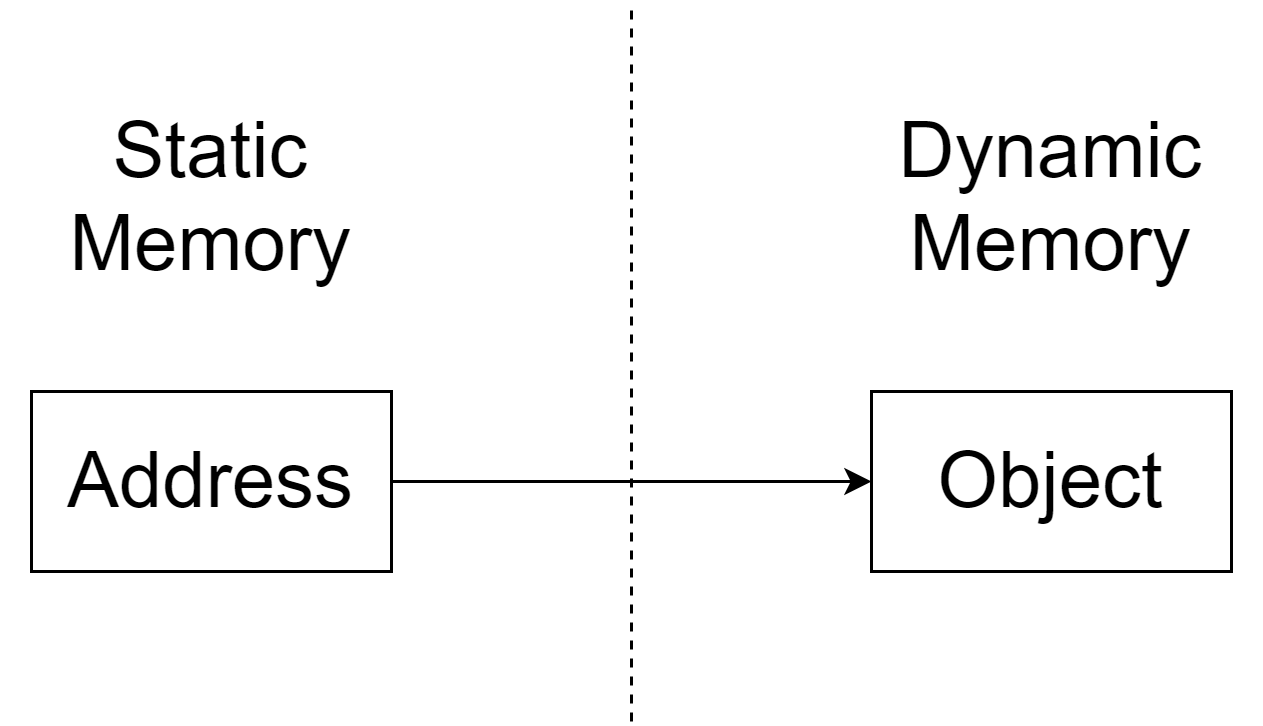 Static
Memory
Dynamic
Memory
Address
Object